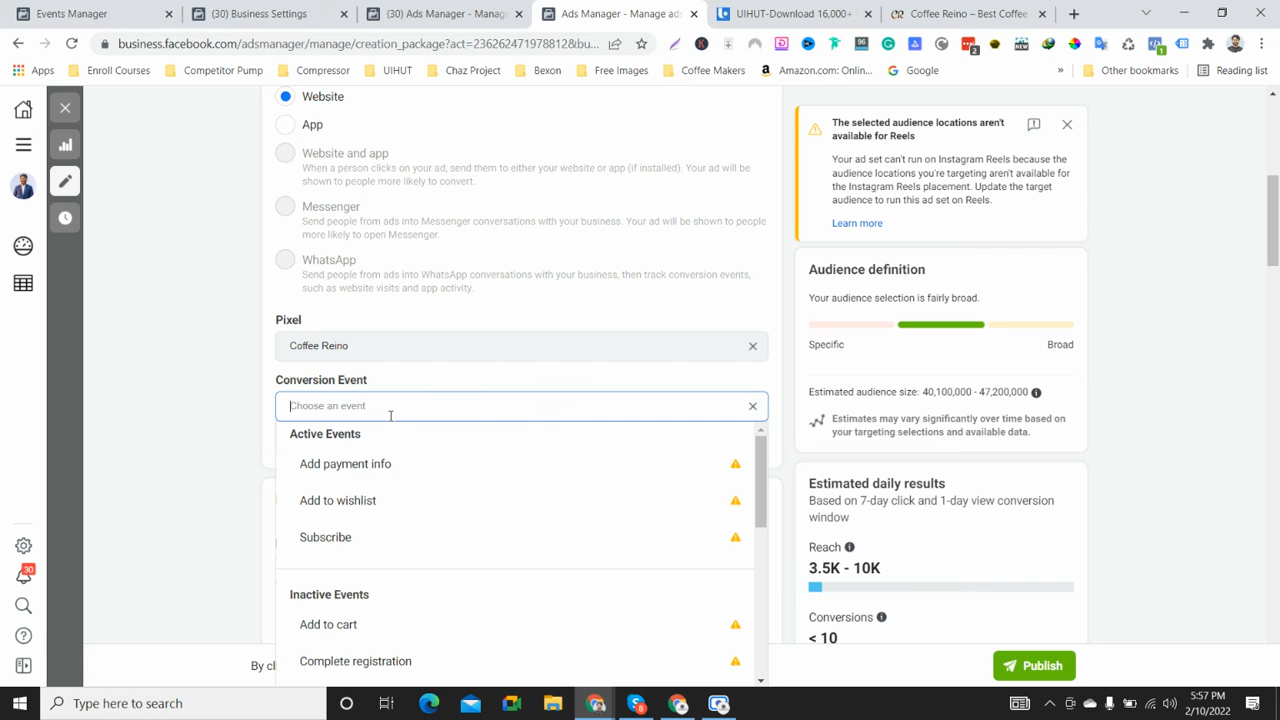 Events Manager
(30) Business Settings
(30) Ads Manager - Manage
Ads Manager - Manage ads
UIHUT-Download 16,000+
Coffee Reino – Best Coffee
Apps
Enroll Courses
Competitor Pump
Compressor
UIHUT
Chaz Project
Bexon
Free Images
Coffee Makers
Amazon.com: Onlin...
Google
»
Other bookmarks
Reading list
Website
App
Website and app
When a person clicks on your ad, send them to either your website or app (if installed). Your ad will be
shown to people more likely to convert.
Messenger
Send people from ads into Messenger conversations with your business. Your ad will be shown to people
more likely to open Messenger.
WhatsApp
Send people from ads into WhatsApp conversations with your business, then track conversion events,
such as website visits and app activity.
Pixel
Coffee Reino
Conversion Event
Choose an event
Active Events
Add payment info
Add to wishlist
Subscribe
Inactive Events
Add to cart
Complete registration
By cl
The selected audience locations aren't
available for Reels
Your ad set can't run on Instagram Reels because the
audience locations you're targeting aren't available for the
Instagram Reels placement. Update the target
audience to run this ad set on Reels.
Learn more
Audience definition
Your audience selection is fairly broad.
Specific
Broad
Estimated audience size: 40,100,000 - 47,200,000
Estimates may vary significantly over time based on
your targeting selections and available data.
Estimated daily results
Based on 7-day click and 1-day view conversion
window
Reach
3.5K - 10K
Conversions
< 10
Publish
30
Type here to search
5:57 PM
2/10/2022